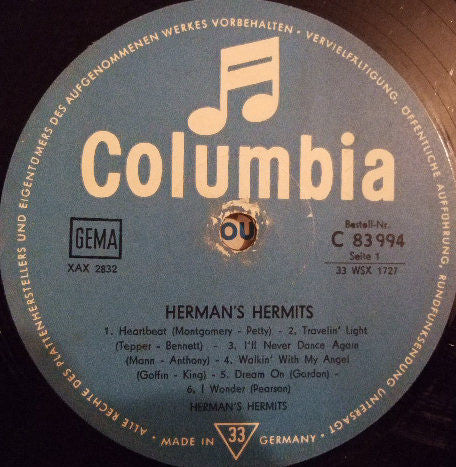 ALLE RECHTE DES PLATTENHERSTELLERS UND EIGENTÜMERS DES AUFGENOMMENEN WERKES VORBEHALTEN • VERVIELFÄLTIGUNG, ÖFFENTLICHE AUFFÜHRUNG, RUNDFUNKSENDUNG UNTERSAGT •
Columbia
OU
GEMA
XAX 2832
Bestell-Nr.
C 83 994
Seite 1
33 WSX 1727
HERMAN'S HERMITS
1. Heartbeat (Montgomery - Petty) - 2. Travelin' Light
(Tepper - Bennett) - 3. I'll Never Dance Again
(Mann - Anthony) - 4. Walkin' With My Angel
(Goffin - King) - 5. Dream On (Gordon) -
6. I Wonder (Pearson)
HERMAN'S HERMITS
MADE IN 33 GERMANY